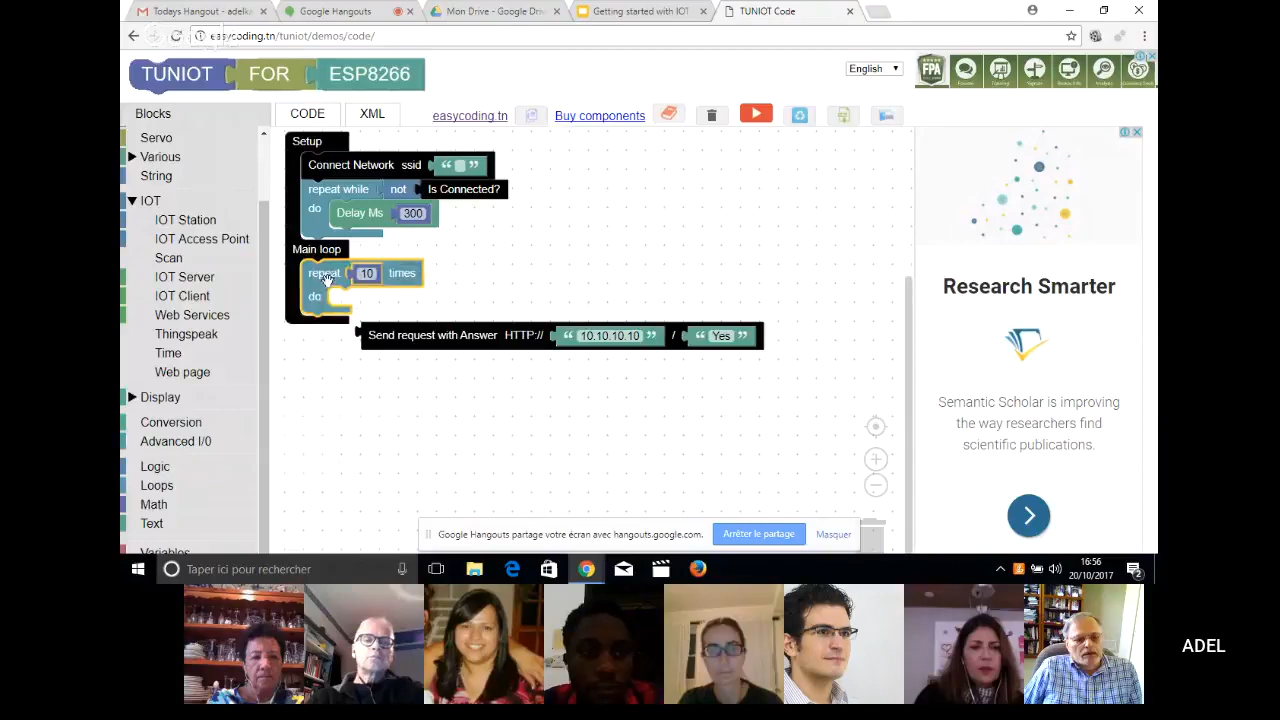 Todays Hangout - adelka
Google Hangouts
Mon Drive - Google Dri
Getting started with IOT
TUNIOT Code
easycoding.tn/tuniot/demos/code/
TUNIOT FOR ESP8266
English
FPA
Blocks
CODE
XML
easycoding.tn
Buy components
Servo
Various
String
IOT
IOT Station
IOT Access Point
Scan
IOT Server
IOT Client
Web Services
Thingspeak
Time
Web page
Display
Conversion
Advanced I/0
Logic
Loops
Math
Text
Variables
Setup
Connect Network ssid “ ”
repeat while not Is Connected?
do Delay Ms 300
Main loop
repeat 10 times
do
Send request with Answer HTTP:// “ 10.10.10.10 ” / “ Yes ”
Research Smarter
Semantic Scholar is improving
the way researchers find
scientific publications.
Google Hangouts partage votre écran avec hangouts.google.com.
Arrêter le partage
Masquer
Taper ici pour rechercher
16:56
20/10/2017
2
ADEL